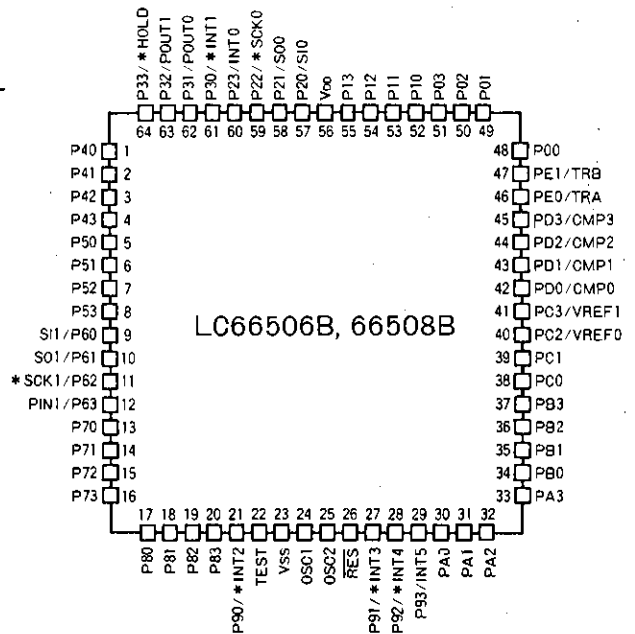 P33/*HOLD
P32/POUT1
P31/POUT0
P30/*INT1
P23/INT0
P22/*SCK0
P21/SO0
P20/SI0
VDD
P13
P12
P11
P10
P03
P02
P01
64 63 62 61 60 59 58 57 56 55 54 53 52 51 50 49
P40 1
P41 2
P42 3
P43 4
P50 5
P51 6
P52 7
P53 8
SI1/P60 9
SO1/P61 10
*SCK1/P62 11
PIN1/P63 12
P70 13
P71 14
P72 15
P73 16
LC66506B, 66508B
48 P00
47 PE1/TRB
46 PE0/TRA
45 PD3/CMP3
44 PD2/CMP2
43 PD1/CMP1
42 PD0/CMP0
41 PC3/VREF1
40 PC2/VREF0
39 PC1
38 PC0
37 PB3
36 PB2
35 PB1
34 PB0
33 PA3
17 18 19 20 21 22 23 24 25 26 27 28 29 30 31 32
P80
P81
P82
P83
P90/*INT2
TEST
VSS
OSC1
OSC2
RES
P91/*INT3
P92/*INT4
P93/INT5
PA0
PA1
PA2